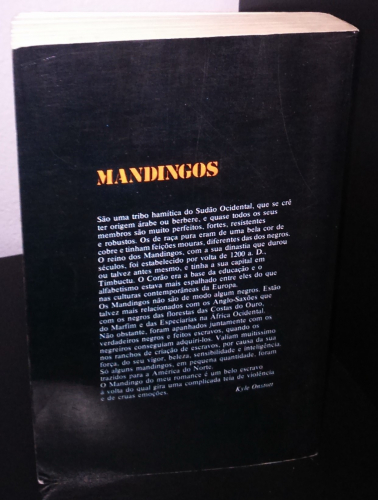 MANDINGOS
São uma tribo hamítica do Sudão Ocidental, que se crê
ter origem árabe ou berbere, e quase todos os seus
membros são muito perfeitos, fortes, resistentes
e robustos. Os de raça pura eram de uma bela cor de
cobre e tinham feições mouras, diferentes das dos negros.
O reino dos Mandingos, com a sua dinastia que durou
séculos, foi estabelecido por volta de 1200 a. D.,
ou talvez antes mesmo, e tinha a sua capital em
Timbuctu. O Corão era a base da educação e o
alfabetismo estava mais espalhado entre eles do que
nas culturas contemporâneas da Europa.
Os Mandingos não são de modo algum negros. Estão
talvez mais relacionados com os Anglo-Saxões que
com os negros das florestas das Costas do Ouro,
do Marfim e das Especiarias na África Ocidental.
Não obstante, foram apanhados juntamente com os
verdadeiros negros e feitos escravos, quando os
negreiros conseguiam adquiri-los. Valiam muitíssimo
nos ranchos de criação de escravos, por causa da sua
força, do seu vigor, beleza, sensibilidade e inteligência.
Só alguns mandingos, em pequena quantidade, foram
trazidos para a América do Norte.
O Mandingo do meu romance é um belo escravo
à volta do qual gira uma complicada teia de violência
e de cruas emoções.
Kyle Onstott